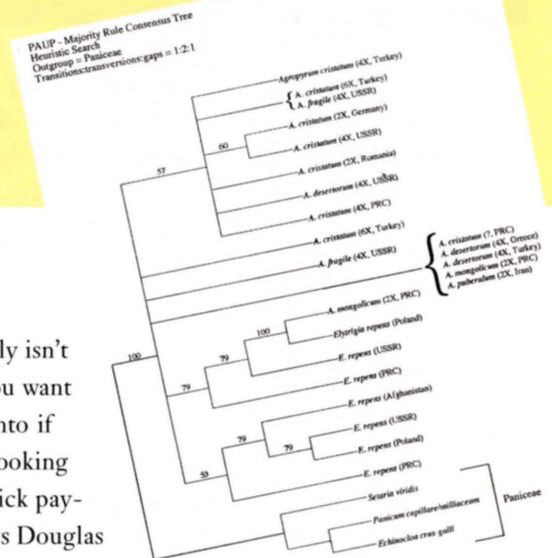 PAUP - Majority Rule Consensus Tree
Heuristic Search
Outgroup = Paniceae
Transitions:transversions:gaps = 1:2:1
Agropyrum cristatum (4X, Turkey)
A. cristatum (6X, Turkey)
A. fragile (4X, USSR)
A. cristatum (2X, Germany)
60
A. cristatum (4X, USSR)
57
A. cristatum (2X, Romania)
A. desertorum (4X, USSR)
A. cristatum (4X, PRC)
A. cristatum (6X, Turkey)
A. fragile (4X, USSR)
A. cristatum (?, PRC)
A. desertorum (4X, Greece)
A. desertorum (4X, Turkey)
A. mongolicum (2X, PRC)
A. puberulum (2X, Iran)
A. mongolicum (2X, PRC)
100
Elytrigia repens (Poland)
79
E. repens (USSR)
100
79
E. repens (PRC)
E. repens (Afghanistan)
79
E. repens (USSR)
79
E. repens (Poland)
53
E. repens (PRC)
Setaria viridis
Panicum capillare/milliaceum
Paniceae
Echinocloa crus-galli
ly isn't
ou want
nto if
ooking
ick pay-
s Douglas